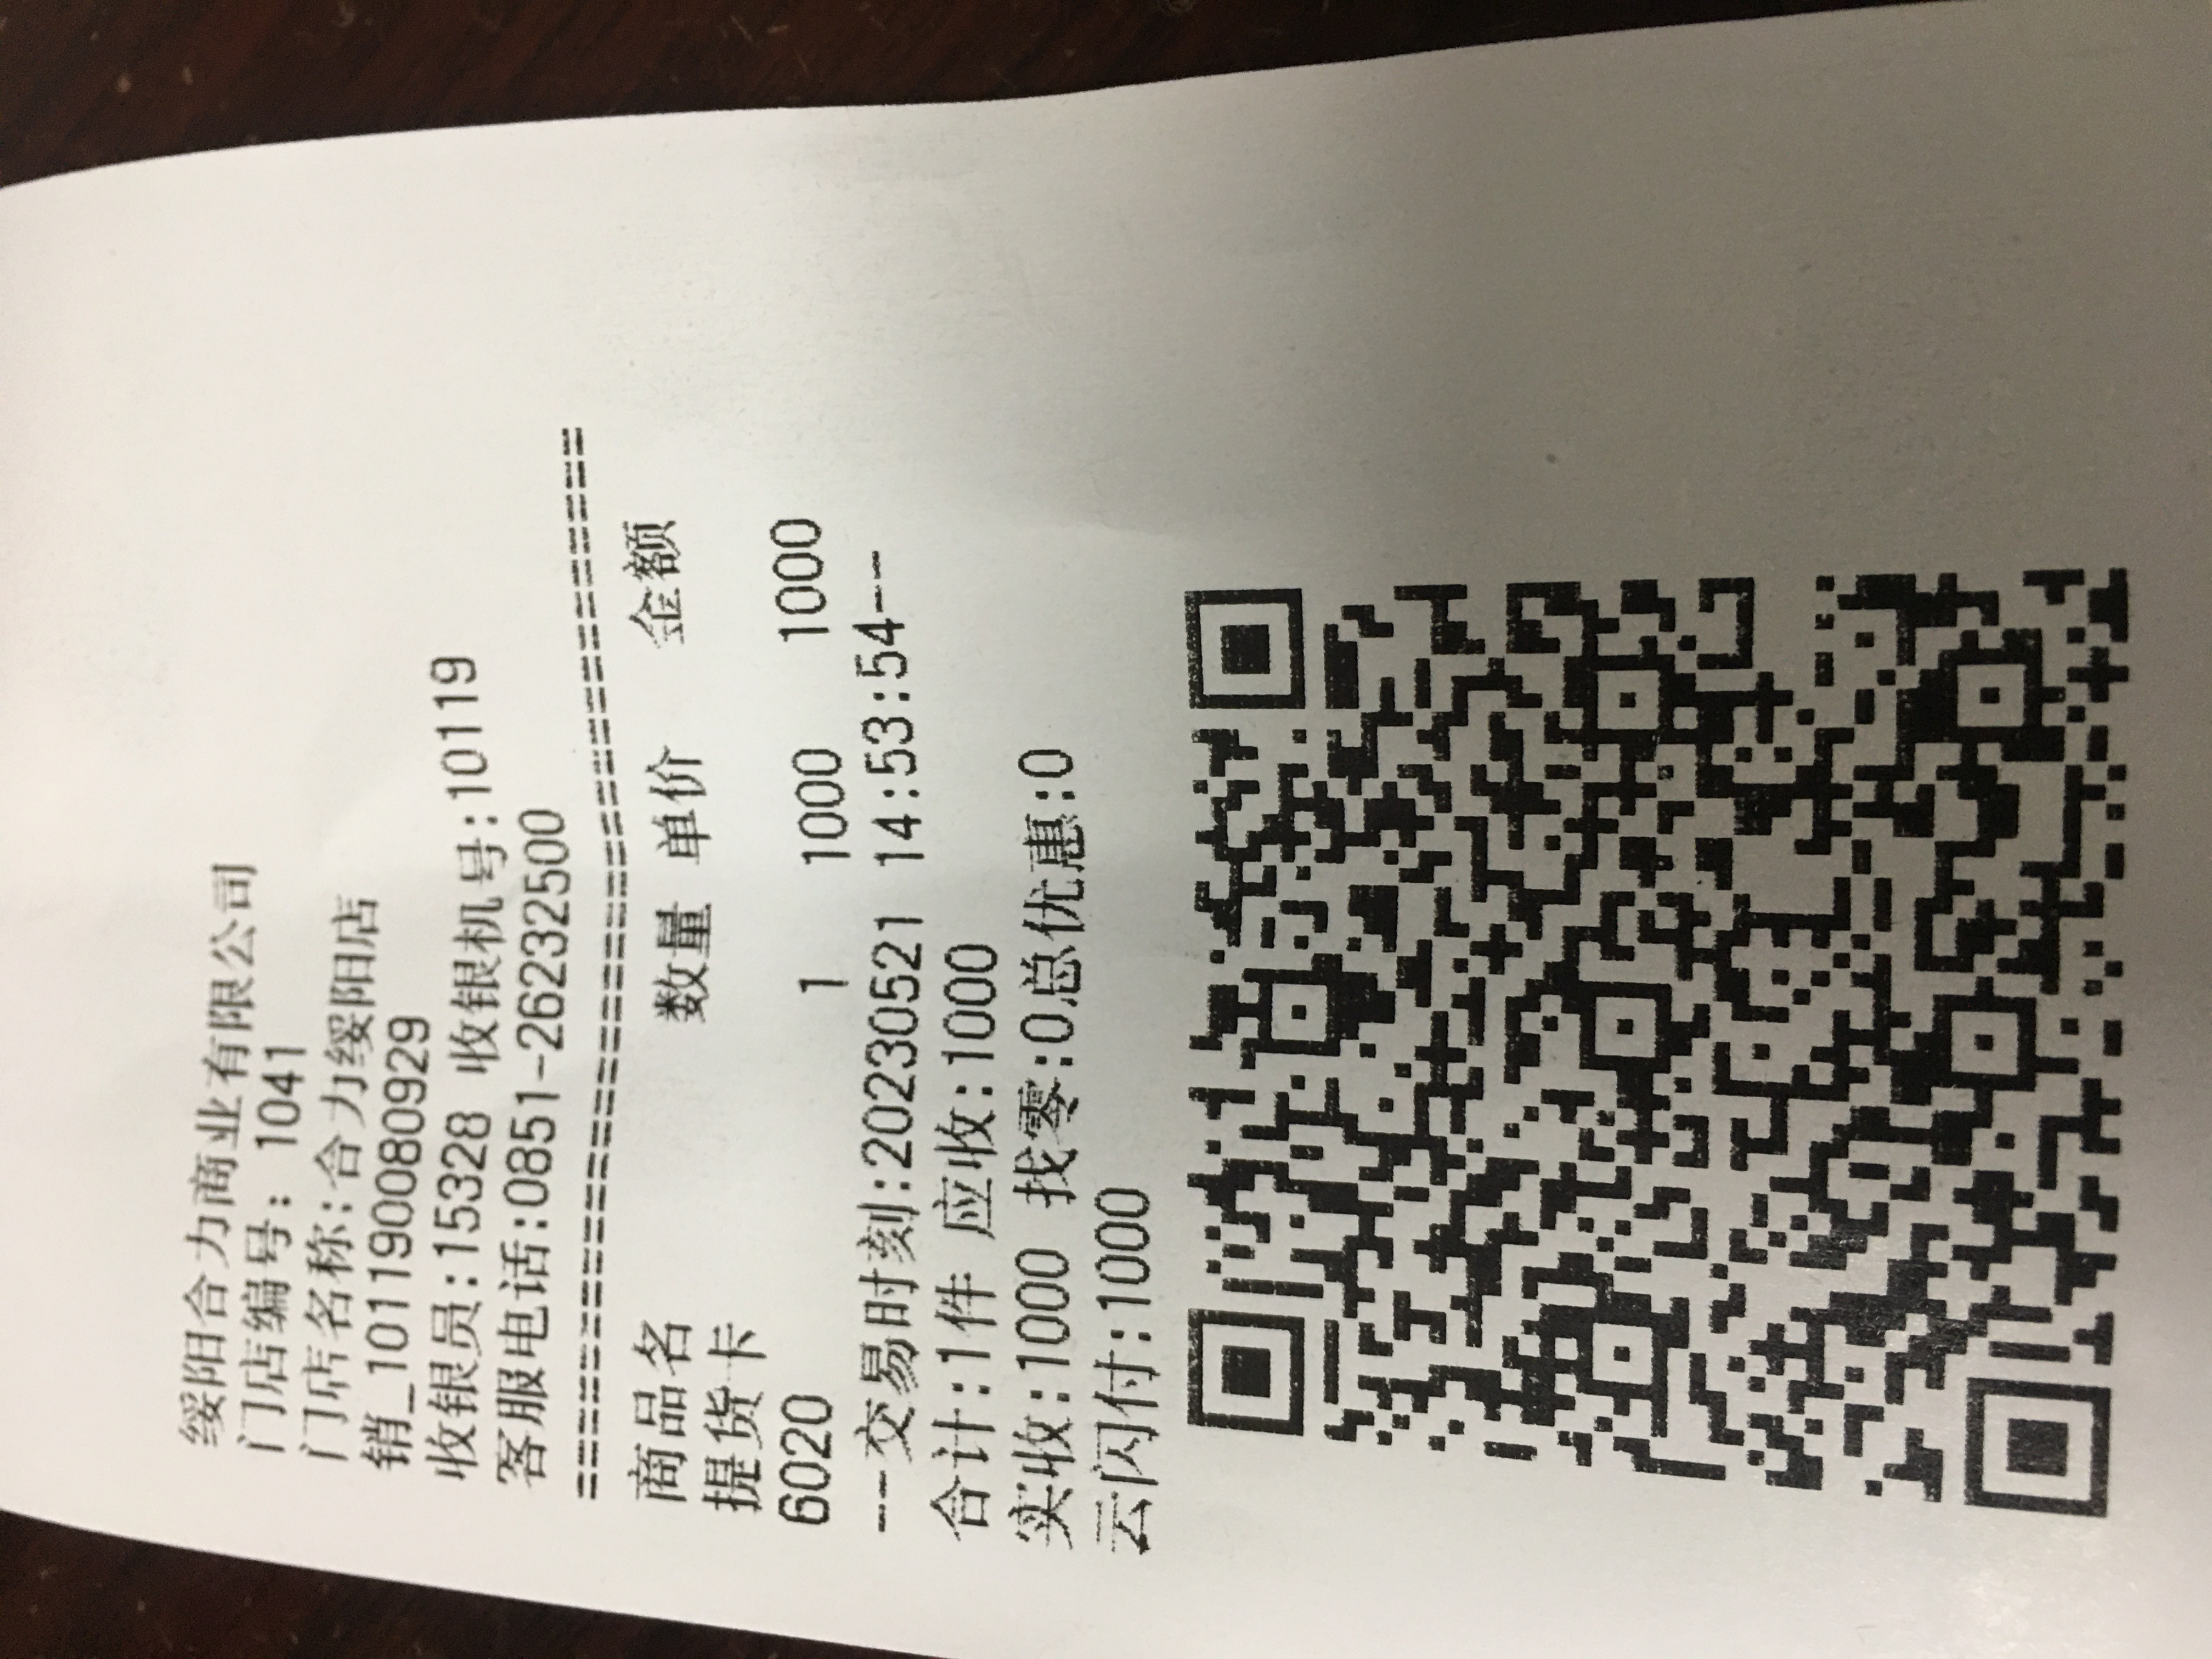 绥阳合力商业有限公司
门店编号: 1041
门店名称:合力绥阳店
销_101190080929
收银员:15328 收银机号:10119
客服电话:0851-26232500
================================================
商品名 数量 单价 金额
提货卡
6020 1 1000 1000
--交易时刻:20230521 14:53:54--
合计:1件 应收:1000
实收:1000 找零:0总优惠:0
云闪付:1000